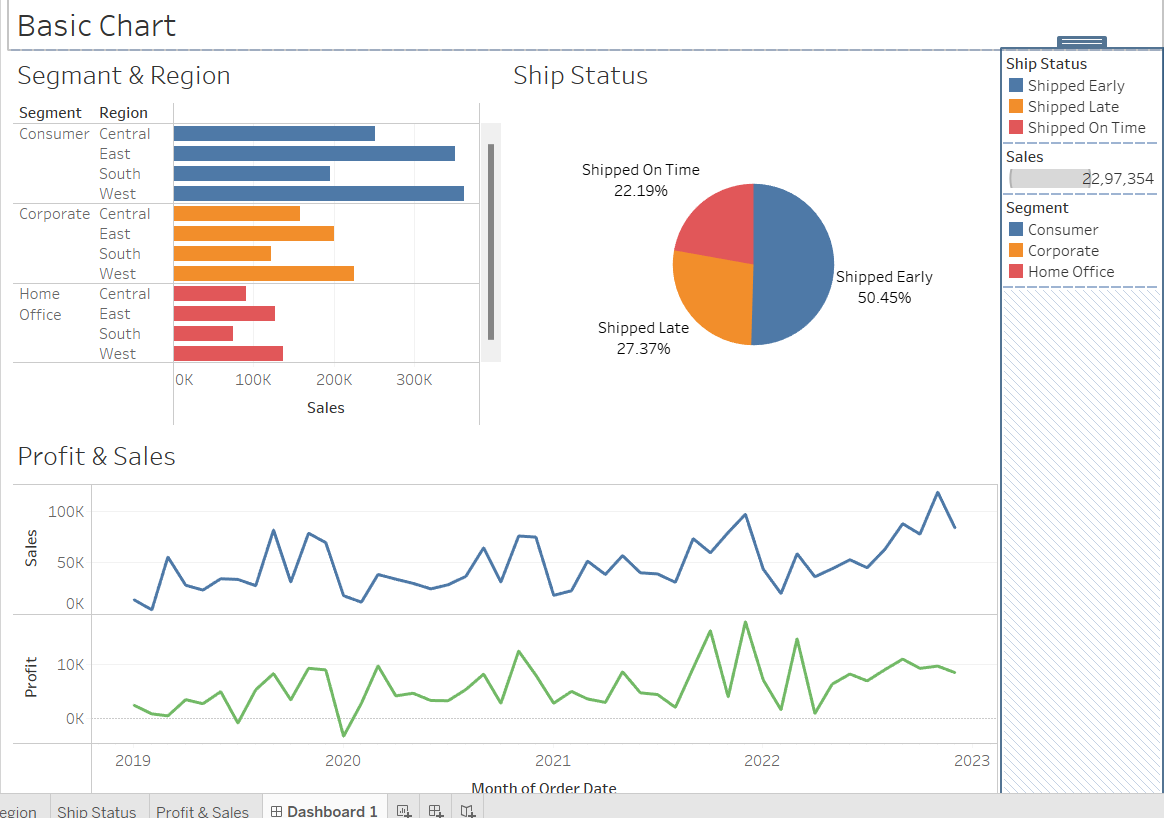 Basic Chart
Segmant & Region
Segment Region
Consumer Central
East
South
West
Corporate Central
East
South
West
Home Office Central
East
South
West
0K 100K 200K 300K
Sales
Ship Status
Shipped On Time
22.19%
Shipped Early
50.45%
Shipped Late
27.37%
Ship Status
Shipped Early
Shipped Late
Shipped On Time
Sales
22,97,354
Segment
Consumer
Corporate
Home Office
Profit & Sales
Sales
100K
50K
0K
Profit
10K
0K
2019 2020 2021 2022 2023
Month of Order Date
egion Ship Status Profit & Sales Dashboard 1